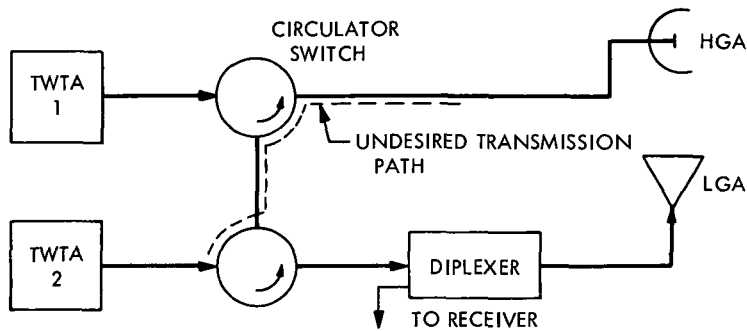 CIRCULATOR
SWITCH
HGA
TWTA
1
UNDESIRED TRANSMISSION
PATH
LGA
TWTA
2
DIPLEXER
TO RECEIVER